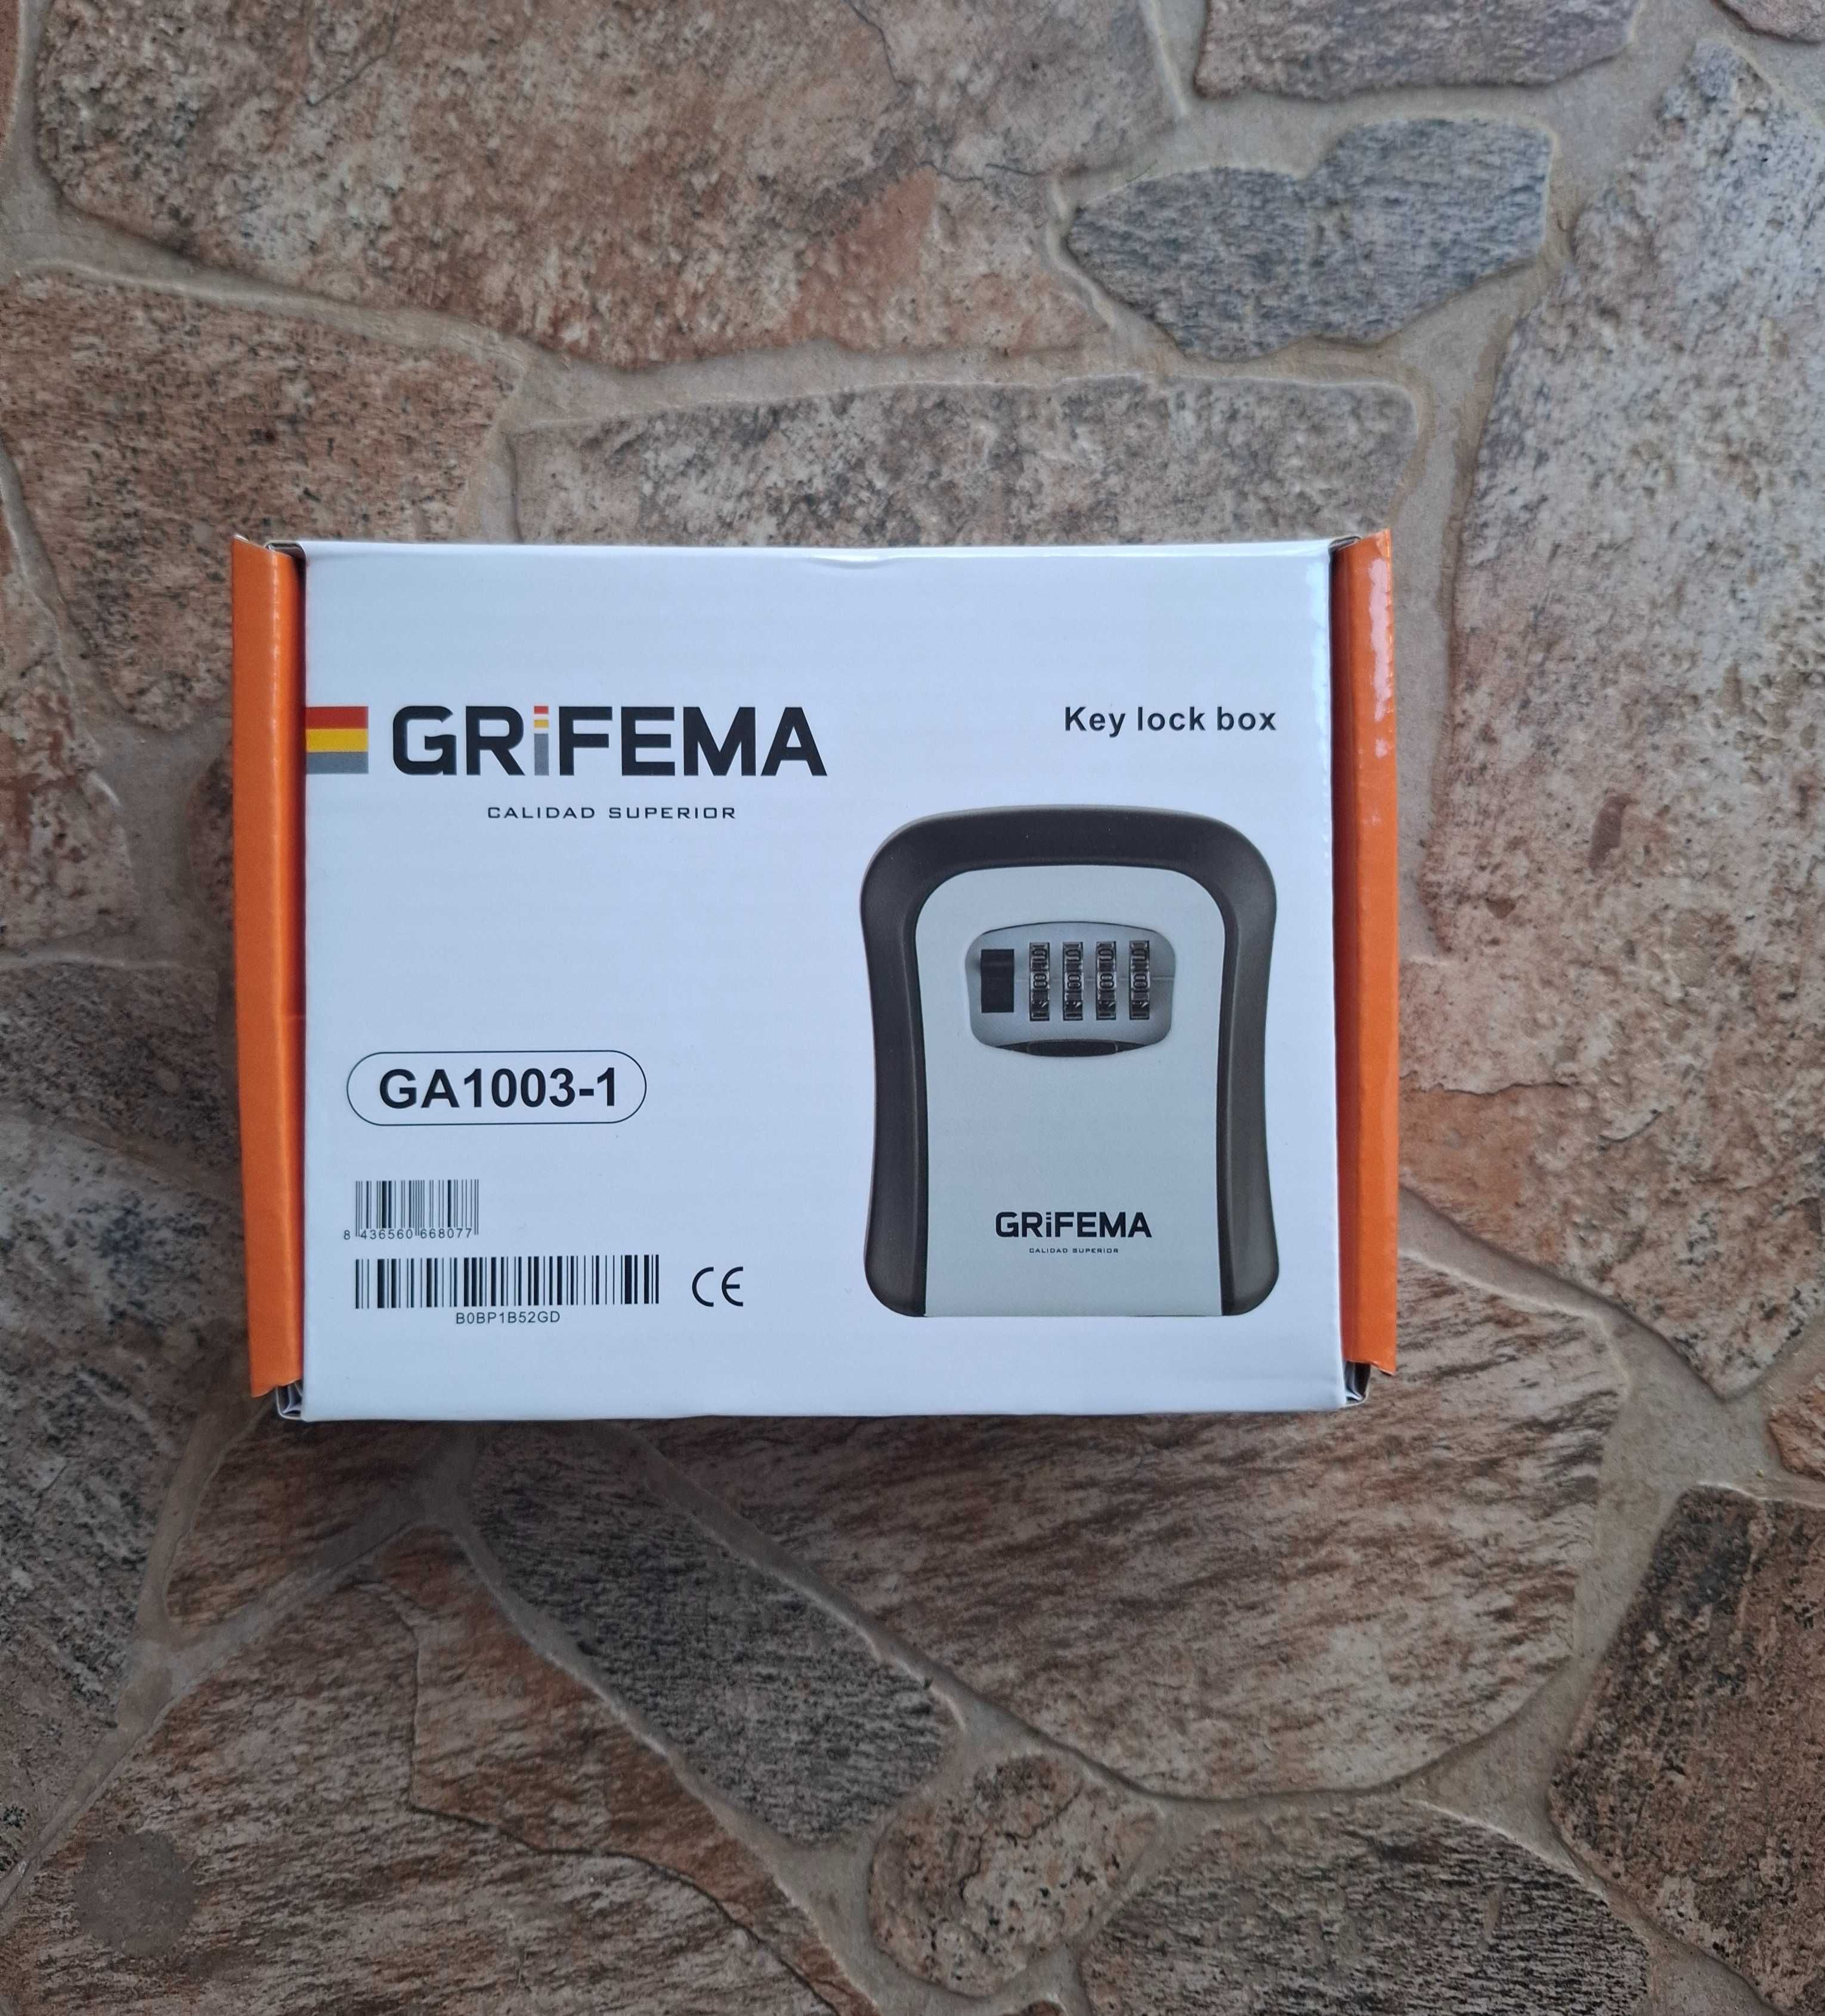 GRiFEMA
CALIDAD SUPERIOR
Key lock box
GA1003-1
8 436560 668077
B0BP1B52GD
CE
GRiFEMA
CALIDAD SUPERIOR